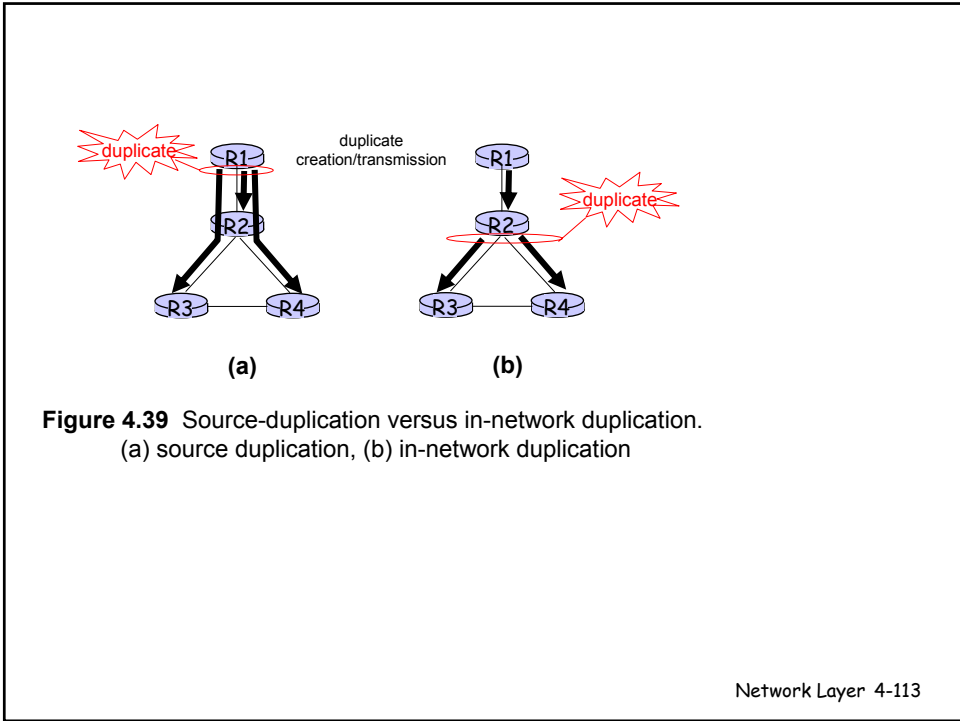 duplicate
R1
R2
R3
R4
(a)
duplicate
creation/transmission
R1
duplicate
R2
R3
R4
(b)
Figure 4.39 Source-duplication versus in-network duplication.
(a) source duplication, (b) in-network duplication
Network Layer 4-113